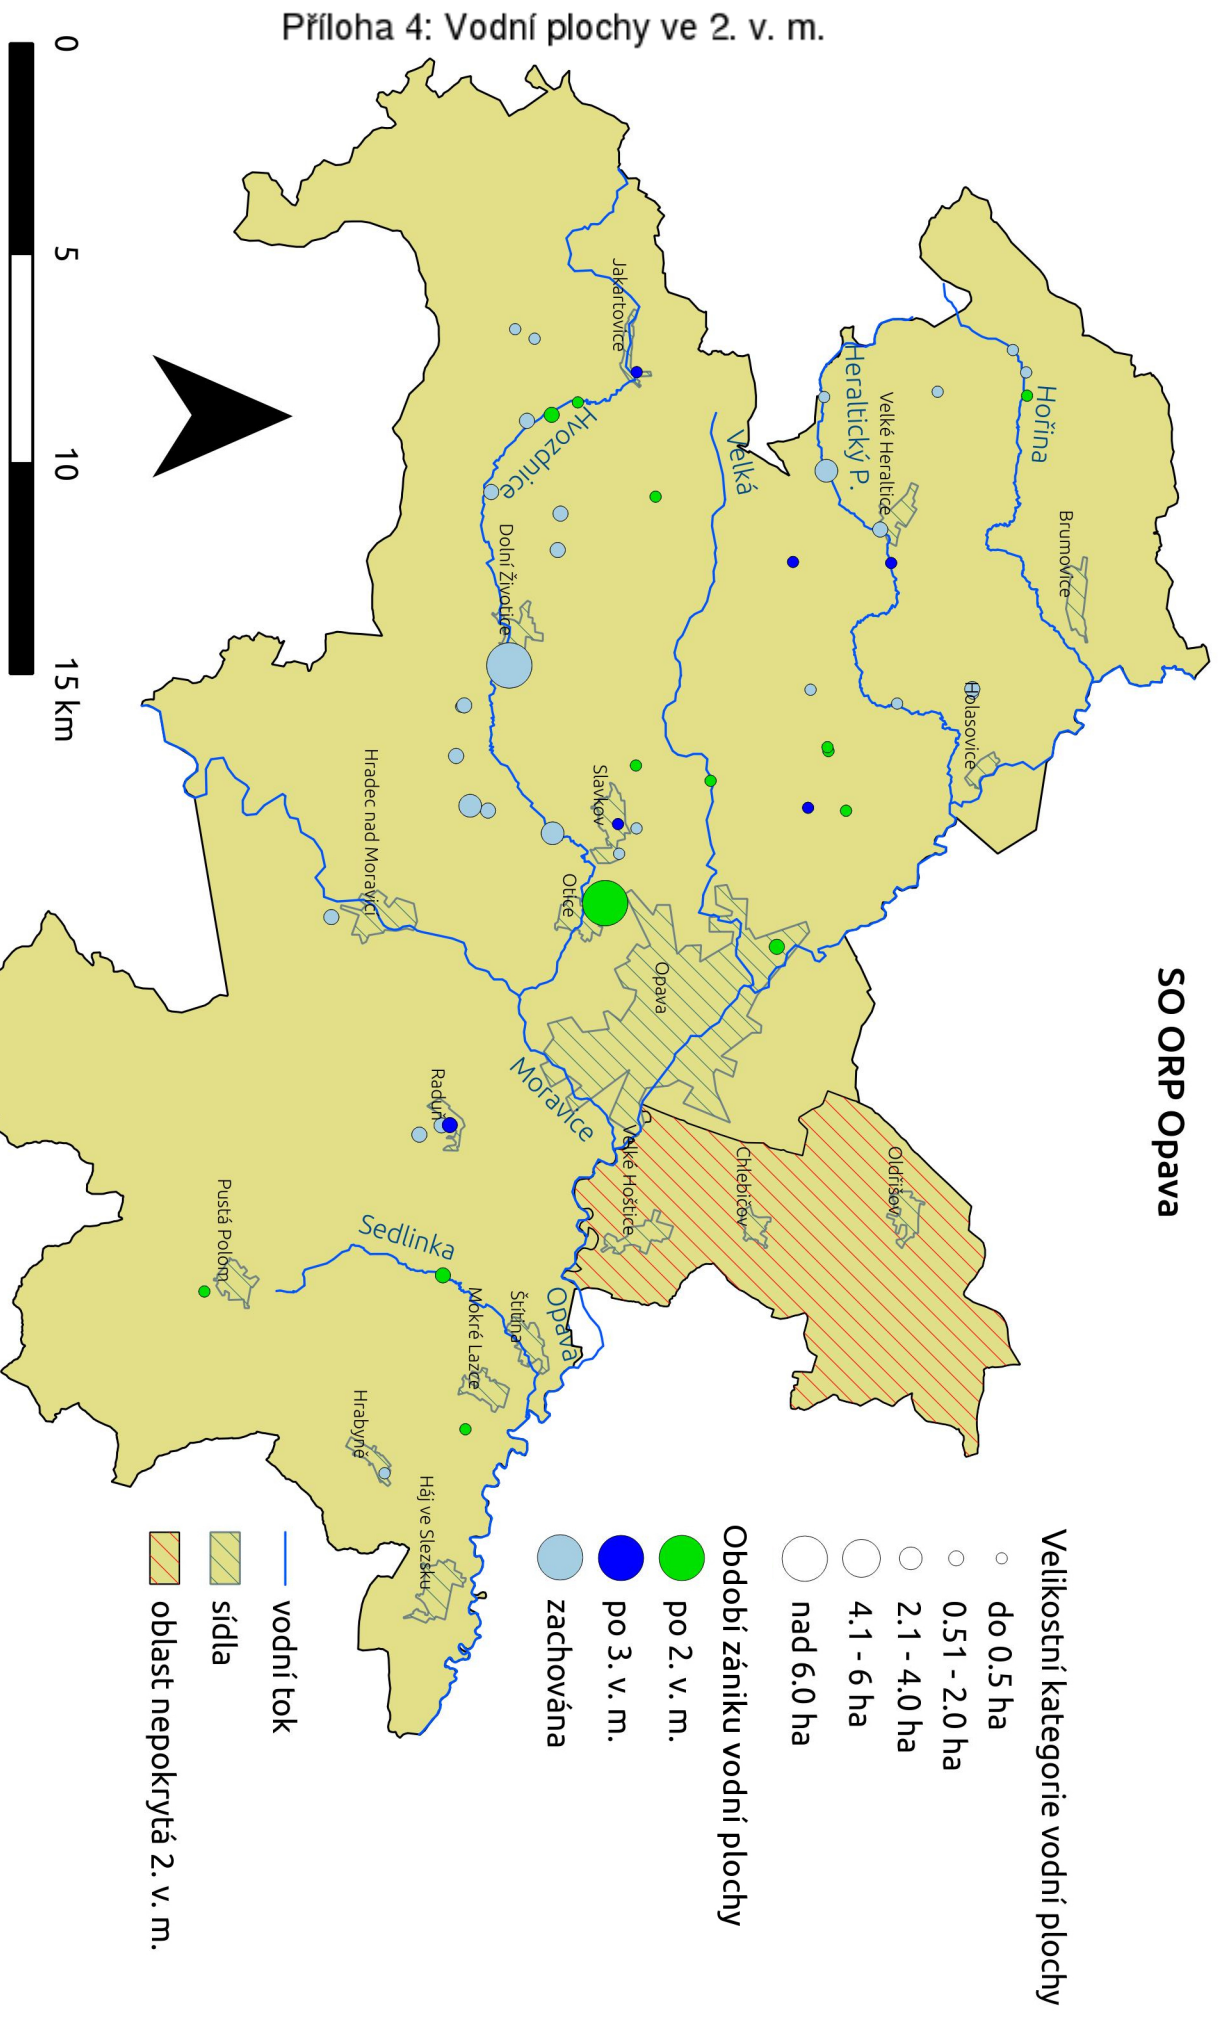 Příloha 4: Vodní plochy ve 2. v. m.
SO ORP Opava
Hořina
Brumovice
Heraltický P.
Velké Heraltice
Holasovice
Velká
Jakartovice
Hvozdnice
Dolní Životice
Slavkov
Otice
Opava
Hradec nad Moravicí
Moravice
Raduň
Oldřišov
Chlebičov
Velké Hoštice
Opava
Sedlinka
Štítina
Mokré Lazce
Pustá Polom
Hrabyně
Háj ve Slezsku
Velikostní kategorie vodní plochy
do 0.5 ha
0.51 - 2.0 ha
2.1 - 4.0 ha
4.1 - 6 ha
nad 6.0 ha
Období zániku vodní plochy
po 2. v. m.
po 3. v. m.
zachována
vodní tok
sídla
oblast nepokrytá 2. v. m.
0
5
10
15 km